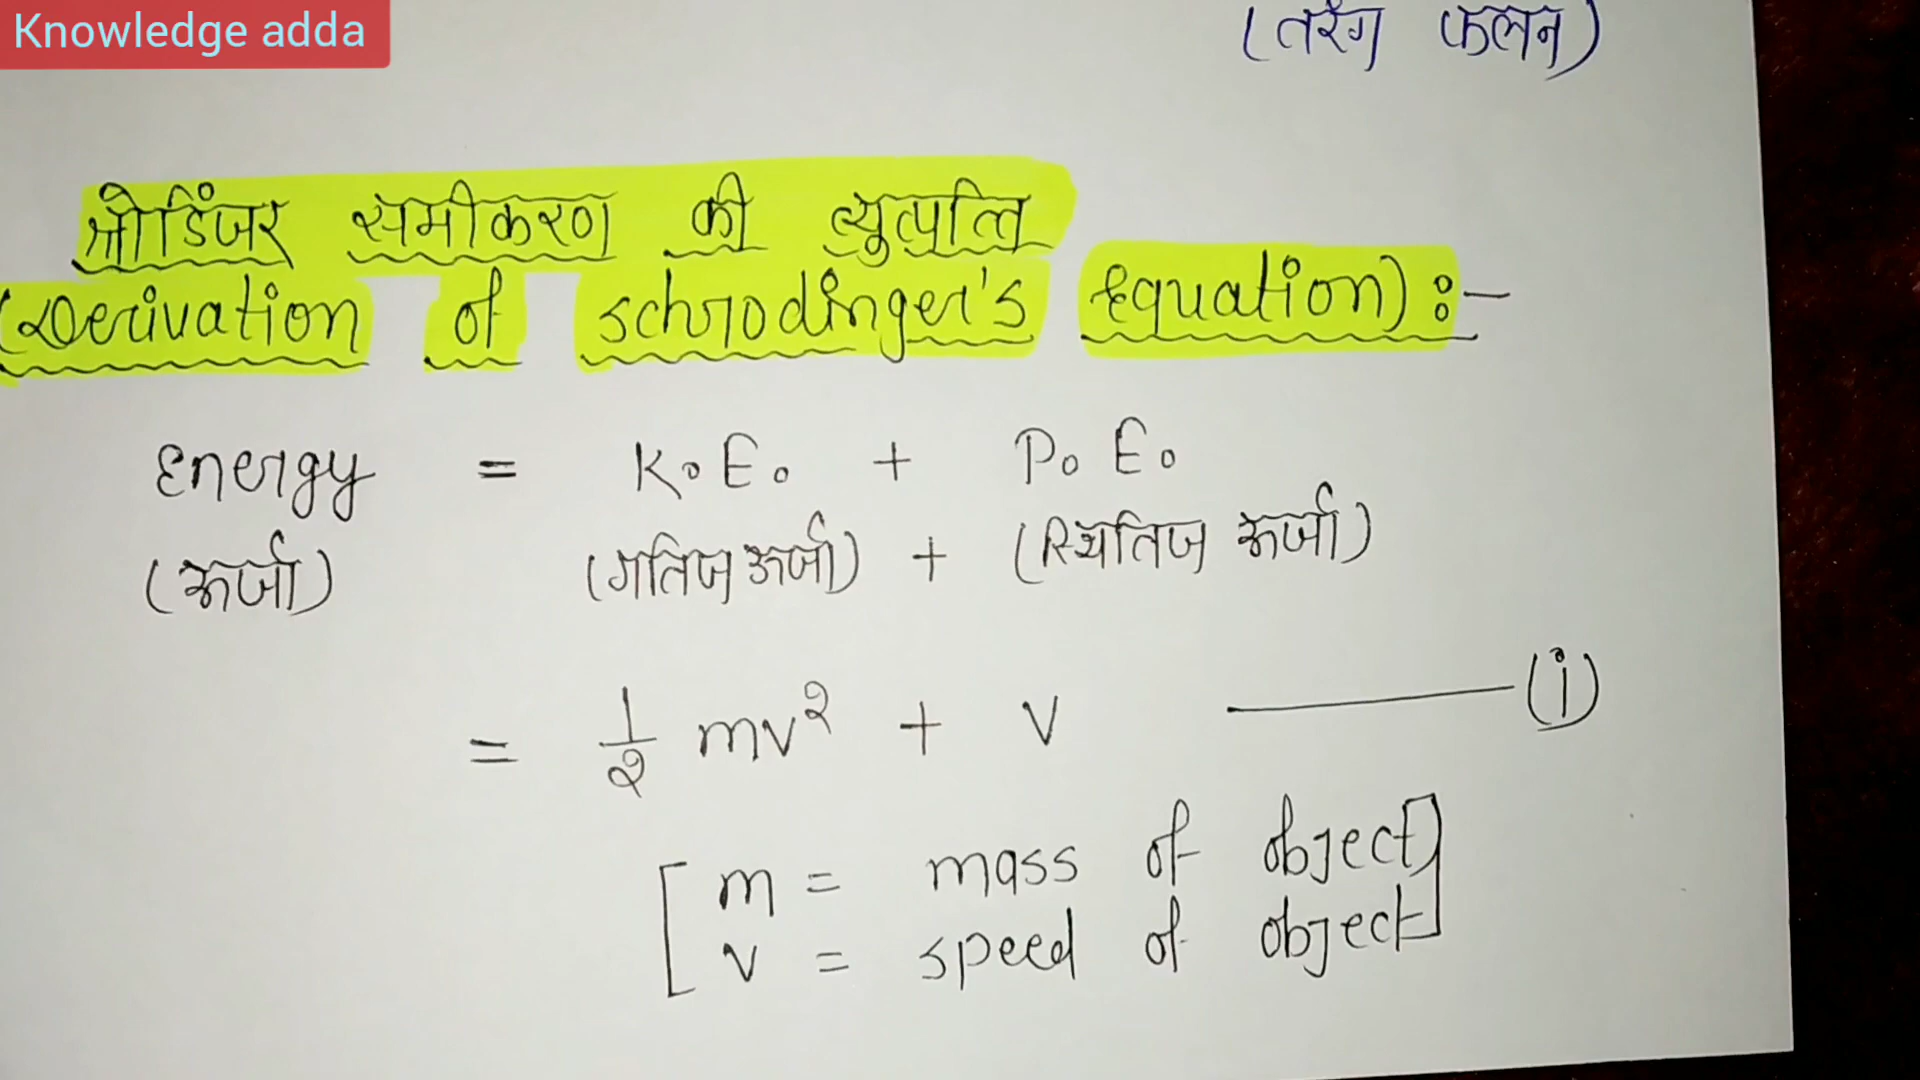 Knowledge adda
(तरंग फलन)
श्रोडिंजर समीकरण की व्युत्पत्ति
(Derivation of schrodinger's Equation) :-
Energy = K.E. + P.E.
(ऊर्जा) (गतिज ऊर्जा) + (स्थितिज ऊर्जा)
= 1/2 mv² + V ——— (i)
[ m = mass of object
v = speed of object ]